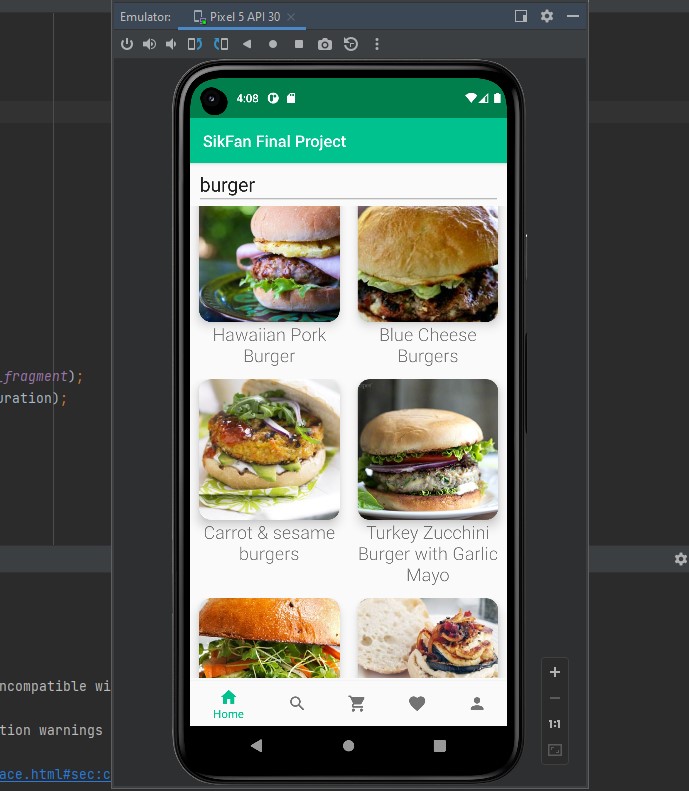 Emulator:
Pixel 5 API 30
4:08
SikFan Final Project
burger
Hawaiian Pork
Burger
Blue Cheese
Burgers
_fragment);
uration);
Carrot & sesame
burgers
Turkey Zucchini
Burger with Garlic
Mayo
ncompatible wi
tion warnings
ace.html#sec:c
Home
1:1